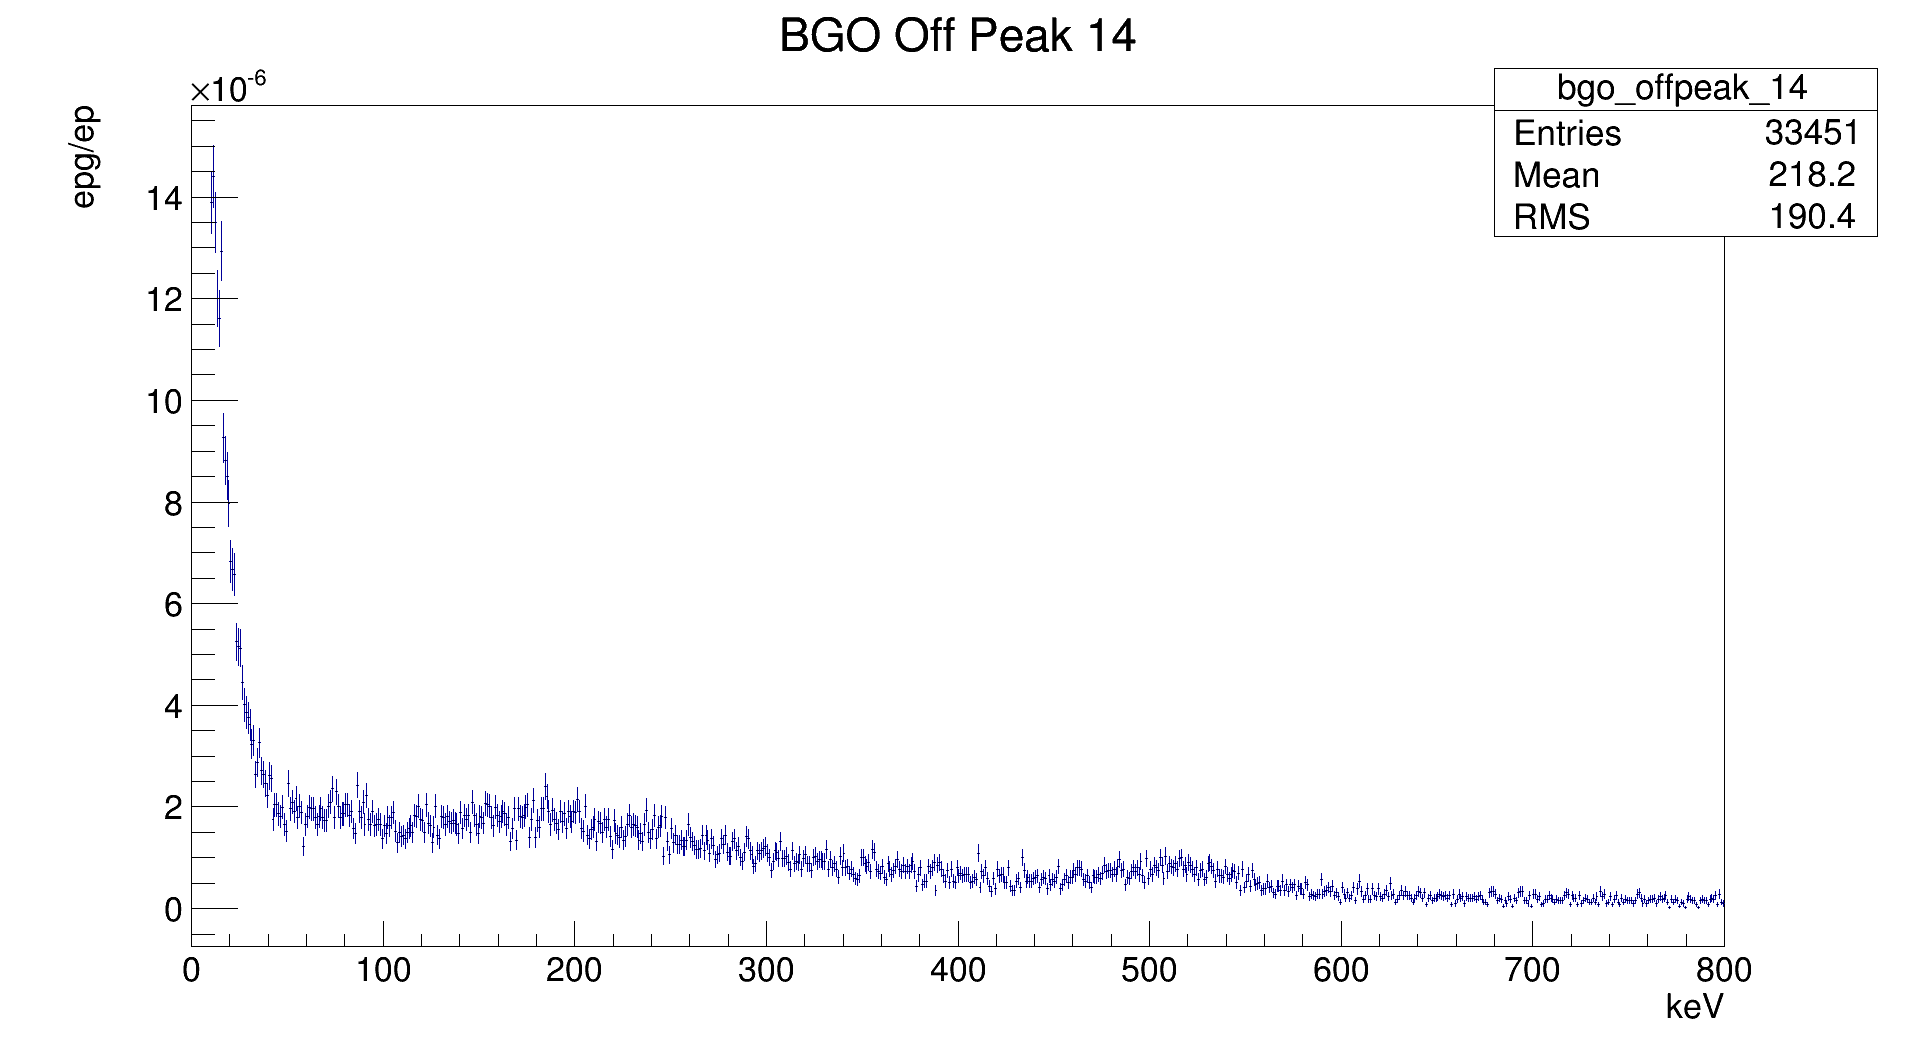 BGO Off Peak 14
×10-6
epg/ep
bgo_offpeak_14
Entries 33451
Mean 218.2
RMS 190.4
14
12
10
8
6
4
2
0
0 100 200 300 400 500 600 700 800
keV